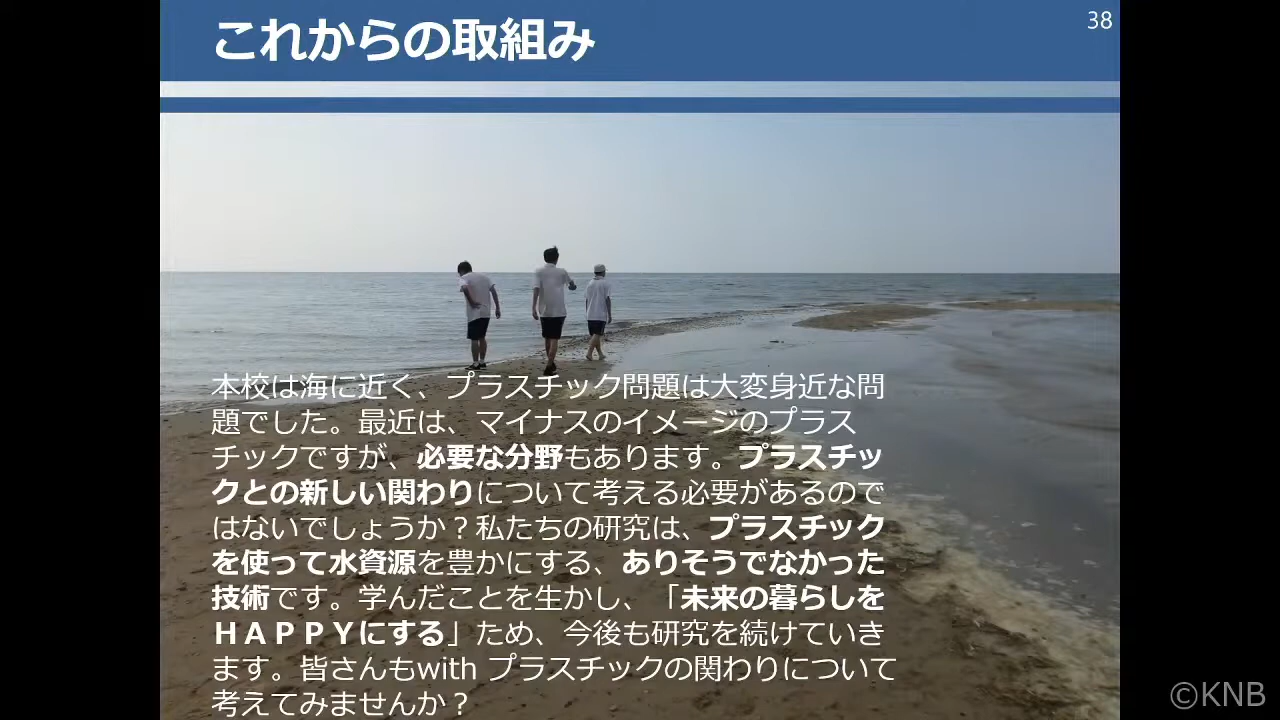 これからの取組み
38
本校は海に近く、プラスチック問題は大変身近な問
題でした。最近は、マイナスのイメージのプラス
チックですが、必要な分野もあります。プラスチッ
クとの新しい関わりについて考える必要があるので
はないでしょうか？私たちの研究は、プラスチック
を使って水資源を豊かにする、ありそうでなかった
技術です。学んだことを生かし、「未来の暮らしを
ＨＡＰＰＹにする」ため、今後も研究を続けていき
ます。皆さんもwith プラスチックの関わりについて
考えてみませんか？
©KNB